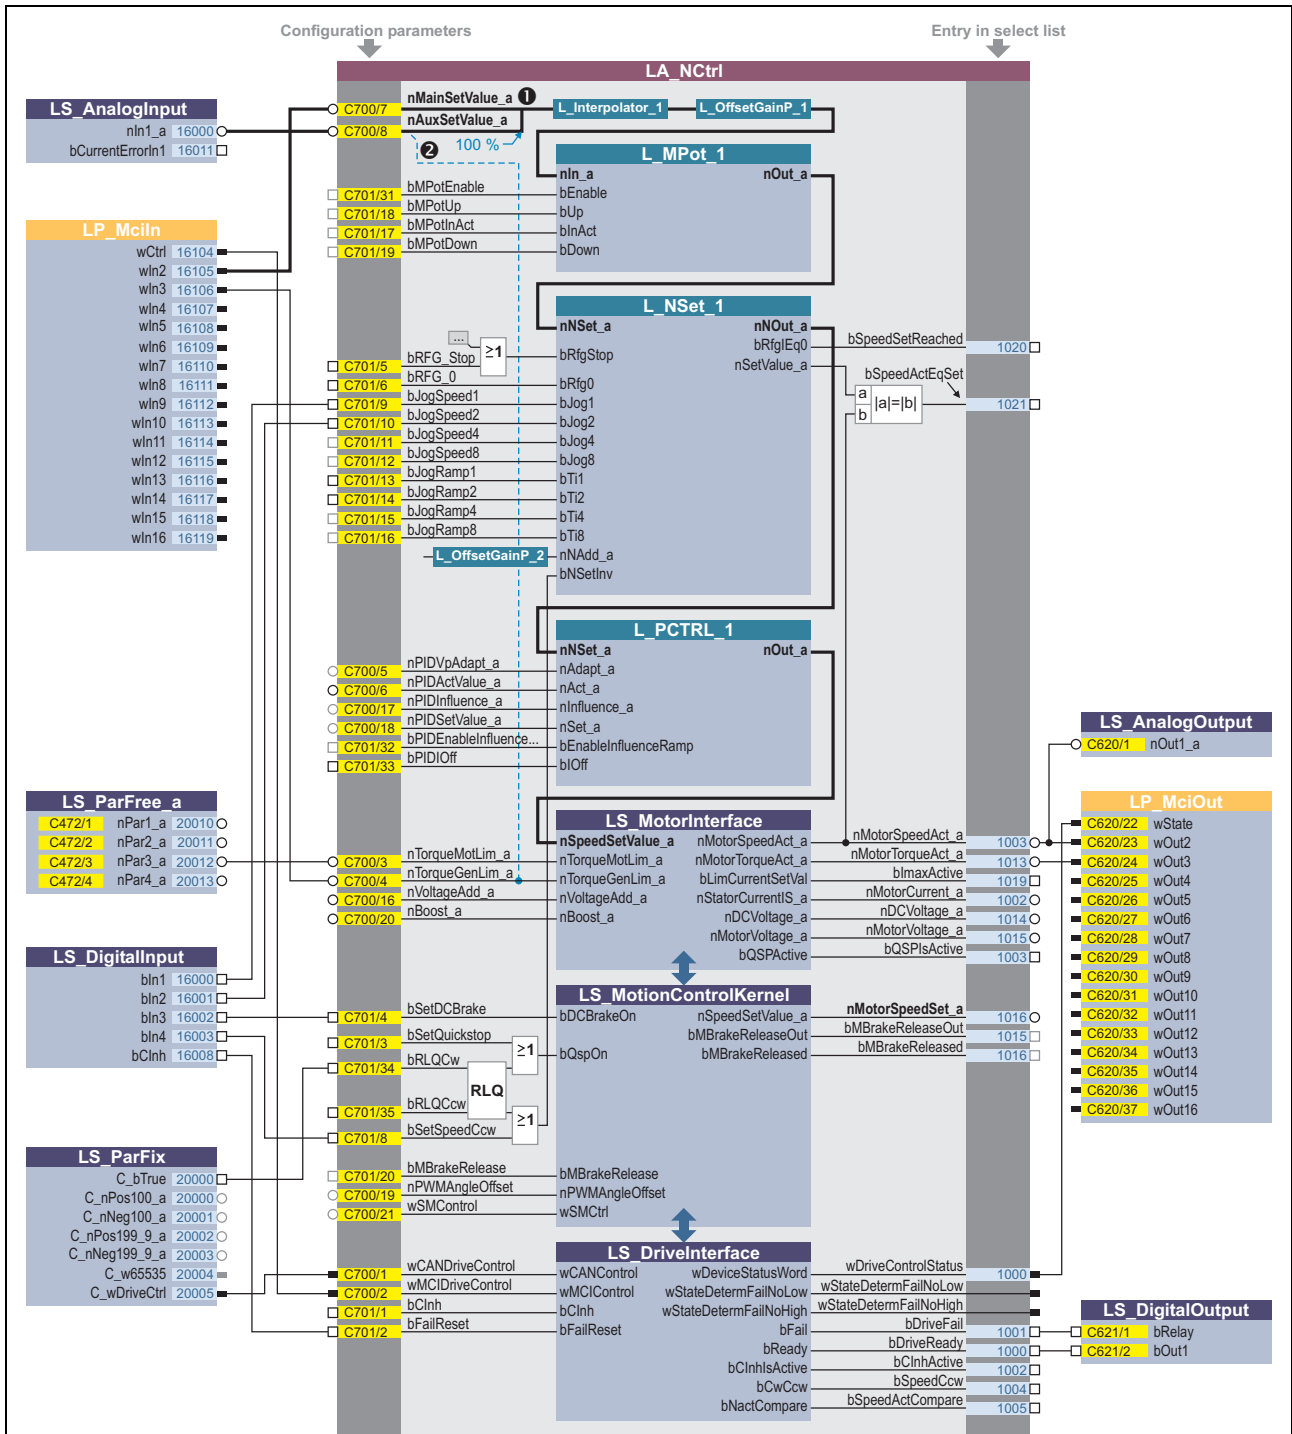 Configuration parameters
Entry in select list
LA_NCtrl
LS_AnalogInput
nIn1_a 16000
bCurrentErrorIn1 16011
C700/7 nMainSetValue_a ❶
C700/8 nAuxSetValue_a
❷ 100 %
L_Interpolator_1
L_OffsetGainP_1
L_MPot_1
nIn_a nOut_a
C701/31 bMPotEnable bEnable
C701/18 bMPotUp bUp
C701/17 bMPotInAct bInAct
C701/19 bMPotDown bDown
LP_MciIn
wCtrl 16104
wIn2 16105
wIn3 16106
wIn4 16107
wIn5 16108
wIn6 16109
wIn7 16110
wIn8 16111
wIn9 16112
wIn10 16113
wIn11 16114
wIn12 16115
wIn13 16116
wIn14 16117
wIn15 16118
wIn16 16119
L_NSet_1
nNSet_a nNOut_a
bRfgIEq0 bSpeedSetReached 1020
nSetValue_a
... ≥1
C701/5 bRFG_Stop bRfgStop
C701/6 bRFG_0 bRfg0
C701/9 bJogSpeed1 bJog1
C701/10 bJogSpeed2 bJog2
C701/11 bJogSpeed4 bJog4
C701/12 bJogSpeed8 bJog8
C701/13 bJogRamp1 bTi1
C701/14 bJogRamp2 bTi2
C701/15 bJogRamp4 bTi4
C701/16 bJogRamp8 bTi8
L_OffsetGainP_2 nNAdd_a
bNSetInv
bSpeedActEqSet
a
b
|a|=|b|
1021
L_PCTRL_1
nNSet_a nOut_a
C700/5 nPIDVpAdapt_a nAdapt_a
C700/6 nPIDActValue_a nAct_a
C700/17 nPIDInfluence_a nInfluence_a
C700/18 nPIDSetValue_a nSet_a
C701/32 bPIDEnableInfluence... bEnableInfluenceRamp
C701/33 bPIDIOff bIOff
LS_ParFree_a
C472/1 nPar1_a 20010
C472/2 nPar2_a 20011
C472/3 nPar3_a 20012
C472/4 nPar4_a 20013
LS_MotorInterface
nSpeedSetValue_a nMotorSpeedAct_a nMotorSpeedAct_a 1003
C700/3 nTorqueMotLim_a nTorqueMotLim_a nMotorTorqueAct_a nMotorTorqueAct_a 1013
C700/4 nTorqueGenLim_a nTorqueGenLim_a bLimCurrentSetVal bImaxActive 1019
C700/16 nVoltageAdd_a nVoltageAdd_a nStatorCurrentIS_a nMotorCurrent_a 1002
C700/20 nBoost_a nBoost_a nDCVoltage_a nDCVoltage_a 1014
nMotorVoltage_a nMotorVoltage_a 1015
bQSPActive bQSPIsActive 1003
LS_AnalogOutput
C620/1 nOut1_a
LP_MciOut
C620/22 wState
C620/23 wOut2
C620/24 wOut3
C620/25 wOut4
C620/26 wOut5
C620/27 wOut6
C620/28 wOut7
C620/29 wOut8
C620/30 wOut9
C620/31 wOut10
C620/32 wOut11
C620/33 wOut12
C620/34 wOut13
C620/35 wOut14
C620/36 wOut15
C620/37 wOut16
LS_DigitalInput
bIn1 16000
bIn2 16001
bIn3 16002
bIn4 16003
bCInh 16008
LS_MotionControlKernel
C701/4 bSetDCBrake bDCBrakeOn nSpeedSetValue_a nMotorSpeedSet_a 1016
bMBrakeReleaseOut bMBrakeReleaseOut 1015
bMBrakeReleased bMBrakeReleased 1016
C701/3 bSetQuickstop ≥1 bQspOn
C701/34 bRLQCw
RLQ
C701/35 bRLQCcw
≥1
C701/8 bSetSpeedCcw
C701/20 bMBrakeRelease bMBrakeRelease
C700/19 nPWMAngleOffset nPWMAngleOffset
C700/21 wSMControl wSMCtrl
LS_ParFix
C_bTrue 20000
C_nPos100_a 20000
C_nNeg100_a 20001
C_nPos199_9_a 20002
C_nNeg199_9_a 20003
C_w65535 20004
C_wDriveCtrl 20005
LS_DriveInterface
C700/1 wCANDriveControl wCANControl wDeviceStatusWord wDriveControlStatus 1000
C700/2 wMCIDriveControl wMCIControl wStateDetermFailNoLow wStateDetermFailNoLow
C701/1 bCInh bCInh wStateDetermFailNoHigh wStateDetermFailNoHigh
C701/2 bFailReset bFailReset bFail bDriveFail 1001
bReady bDriveReady 1000
bCInhIsActive bCInhActive 1002
bCwCcw bSpeedCcw 1004
bNactCompare bSpeedActCompare 1005
LS_DigitalOutput
C621/1 bRelay
C621/2 bOut1